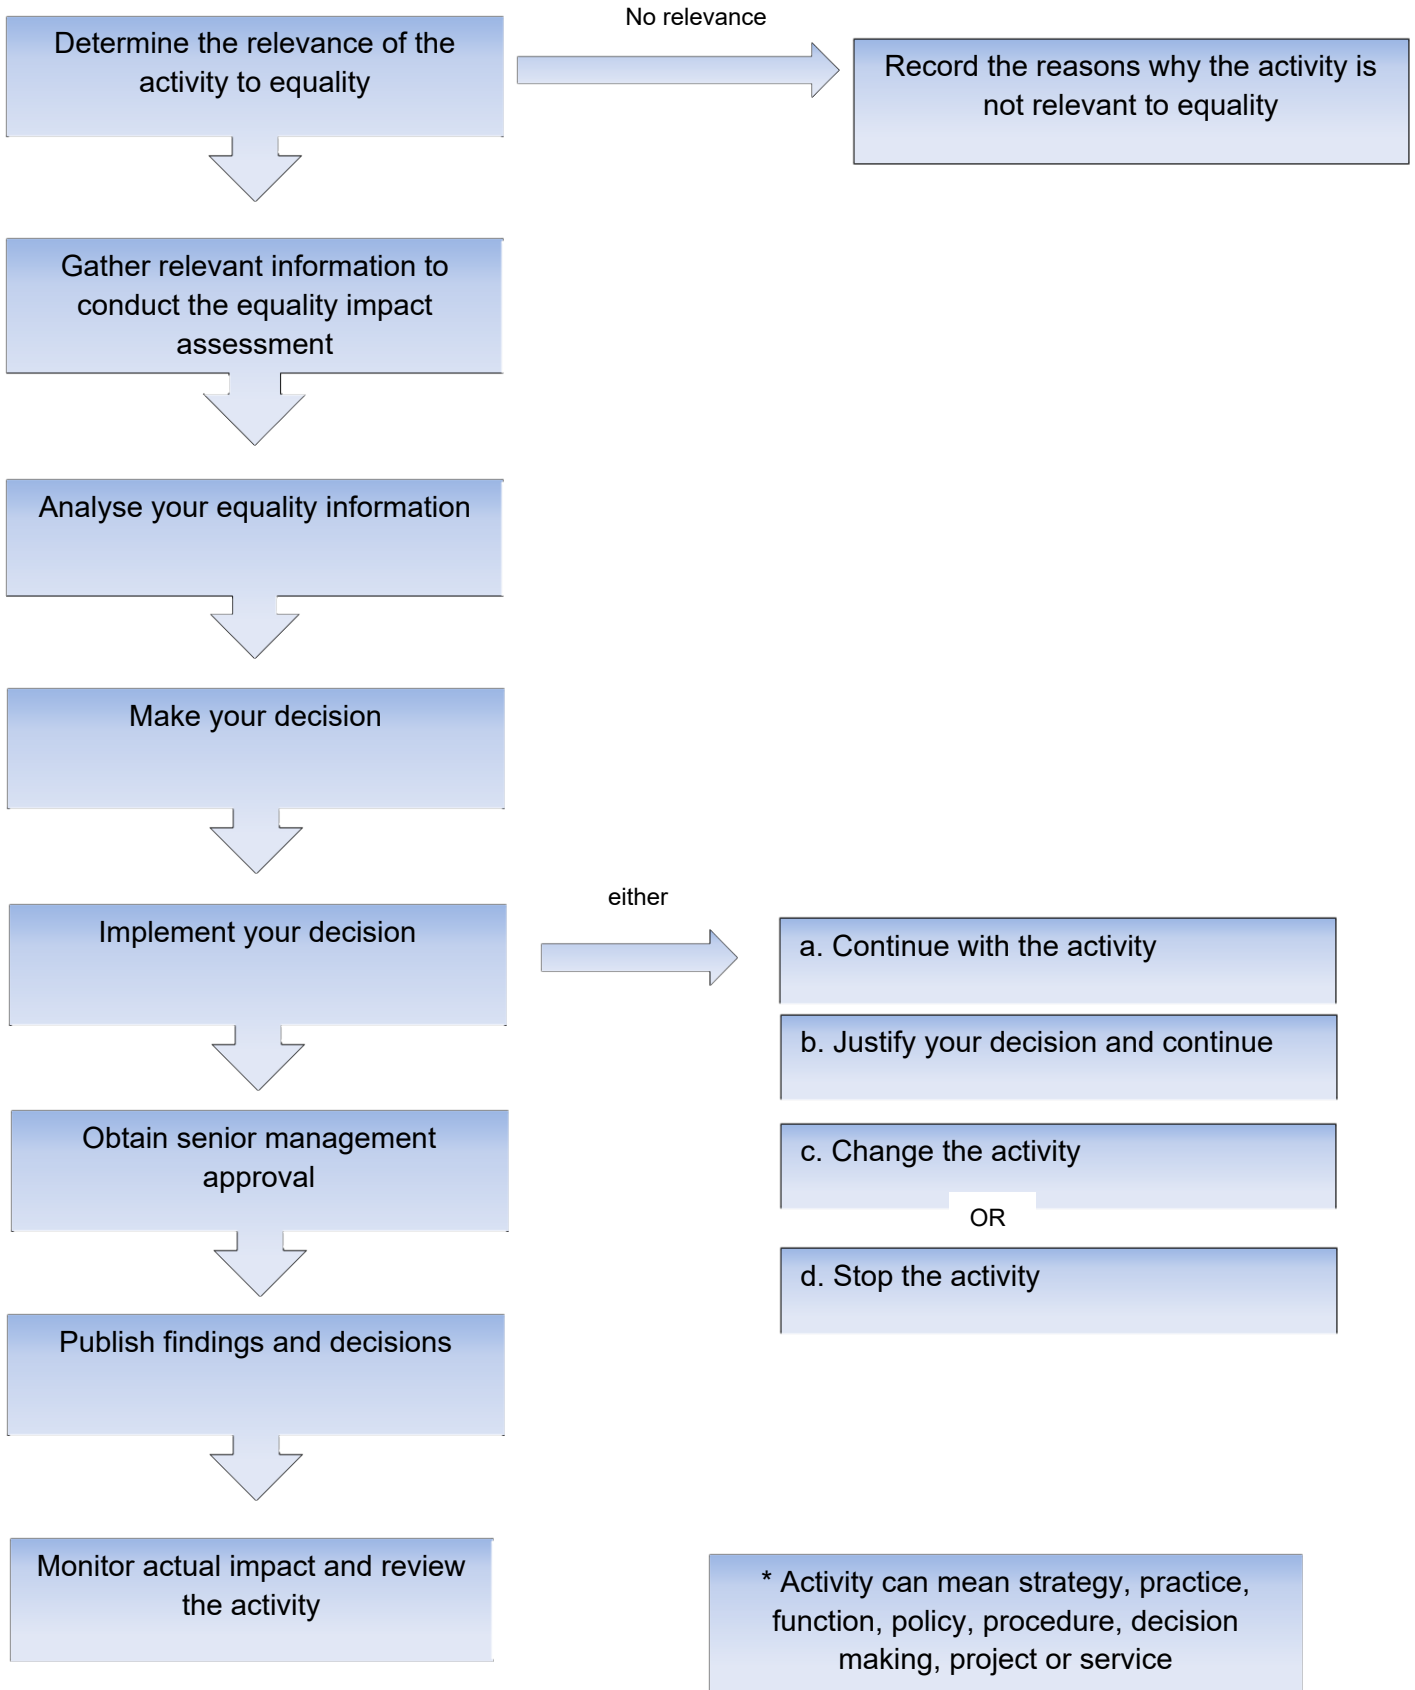 No relevance
Determine the relevance of the
activity to equality
Record the reasons why the activity is
not relevant to equality
Gather relevant information to
conduct the equality impact
assessment
Analyse your equality information
Make your decision
Implement your decision
either
a. Continue with the activity
b. Justify your decision and continue
c. Change the activity
OR
d. Stop the activity
Obtain senior management
approval
Publish findings and decisions
Monitor actual impact and review
the activity
* Activity can mean strategy, practice,
function, policy, procedure, decision
making, project or service